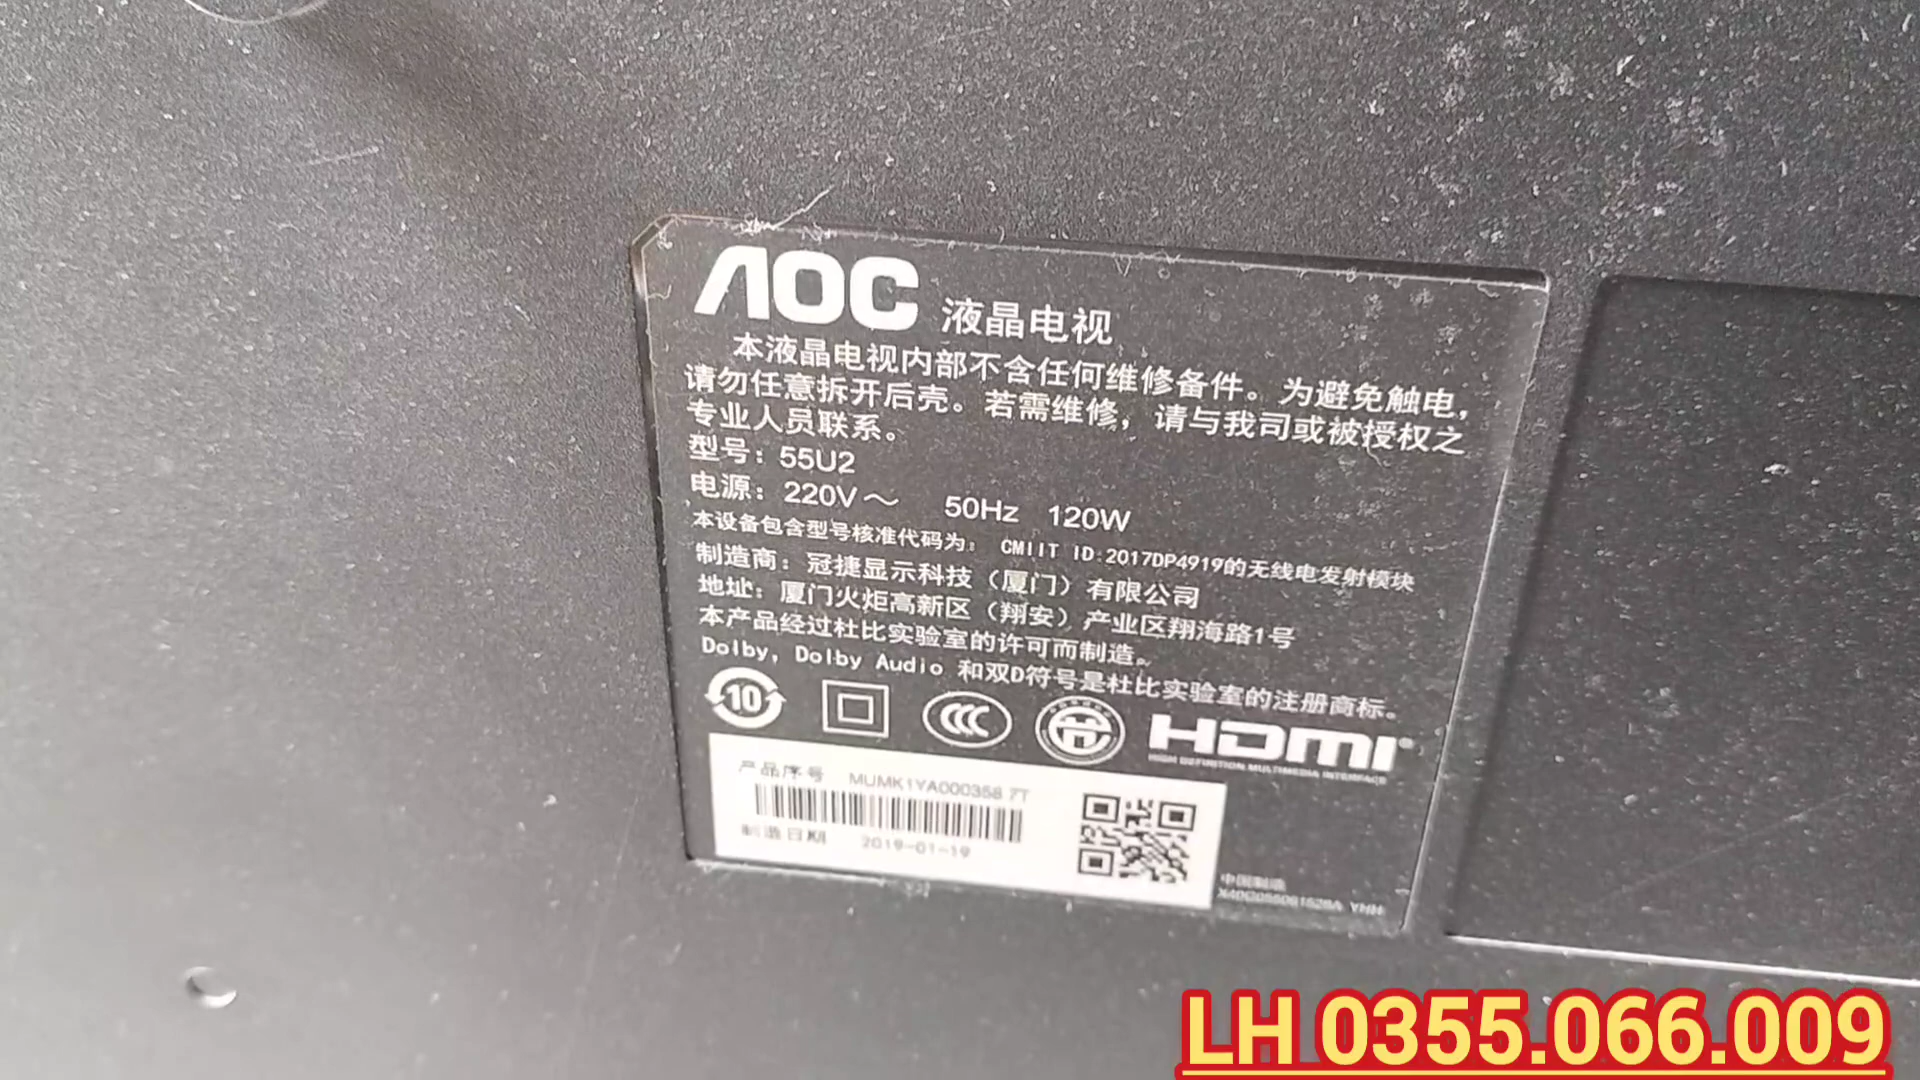 AOC 液晶电视
本液晶电视内部不含任何维修备件。为避免触电，
请勿任意拆开后壳。若需维修，请与我司或被授权之
专业人员联系。
型号：55U2
电源：220V～ 50Hz 120W
本设备包含型号核准代码为：CMIIT ID:2017DP4919的无线电发射模块
制造商：冠捷显示科技（厦门）有限公司
地址：厦门火炬高新区（翔安）产业区翔海路1号
本产品经过杜比实验室的许可而制造。
Dolby, Dolby Audio 和双D符号是杜比实验室的注册商标。
10
CCC
HDMI®
HIGH DEFINITION MULTIMEDIA INTERFACE
产品序号 MUMK1YA000358 7T
制造日期 2019-01-19
中国制造
LH 0355.066.009